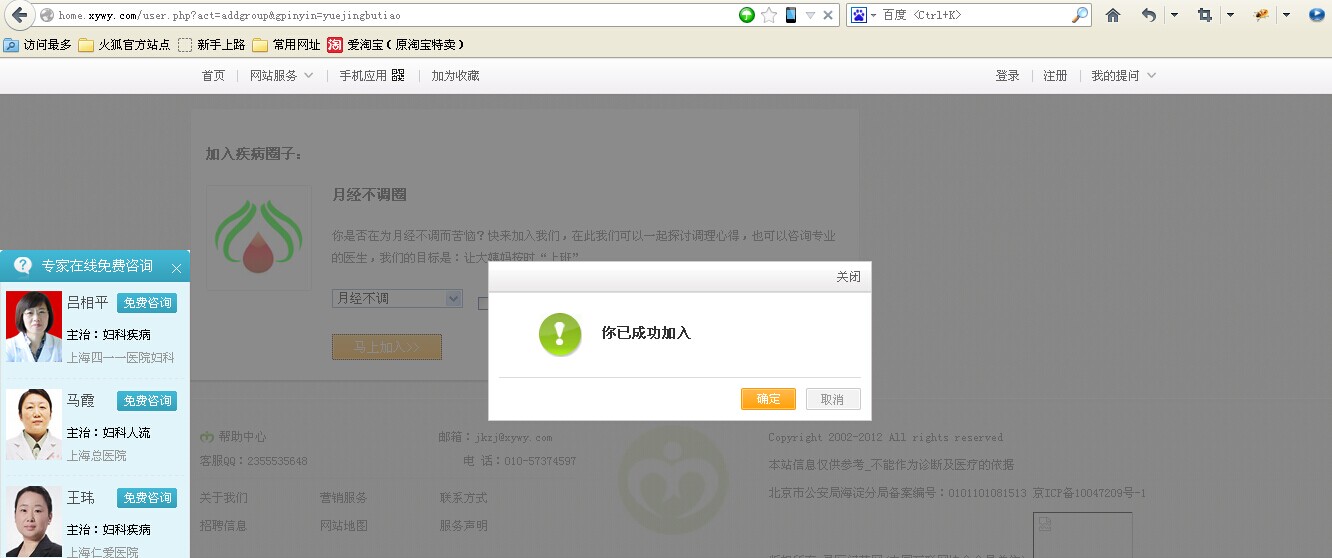 home.xywy.com/user.php?act=addgroup&gpinyin=yuejingbutiao
百度 <Ctrl+K>
访问最多 火狐官方站点 新手上路 常用网址 淘 爱淘宝(原淘宝特卖)
首页 网站服务 手机应用 加为收藏 登录 注册 我的提问
加入疾病圈子:
月经不调圈
你是否在为月经不调而苦恼?快来加入我们,在此我们可以一起探讨调理心得,也可以咨询专业
的医生,我们的目标是:让大姨妈按时“上班”
月经不调
马上加入>>
关闭
你已成功加入
确定 取消
专家在线免费咨询
吕相平 免费咨询
主治:妇科疾病
上海四一一医院妇科
马霞 免费咨询
主治:妇科人流
上海总医院
王玮 免费咨询
主治:妇科疾病
上海仁爱医院
帮助中心 邮箱:jkzj@xywy.com
客服QQ:2355535648 电 话:010-57374597
关于我们 营销服务 联系方式
招聘信息 网站地图 服务声明
Copyright 2002-2012 All rights reserved
本站信息仅供参考_不能作为诊断及医疗的依据
北京市公安局海淀分局备案编号:0101101081513 京ICP备10047209号-1